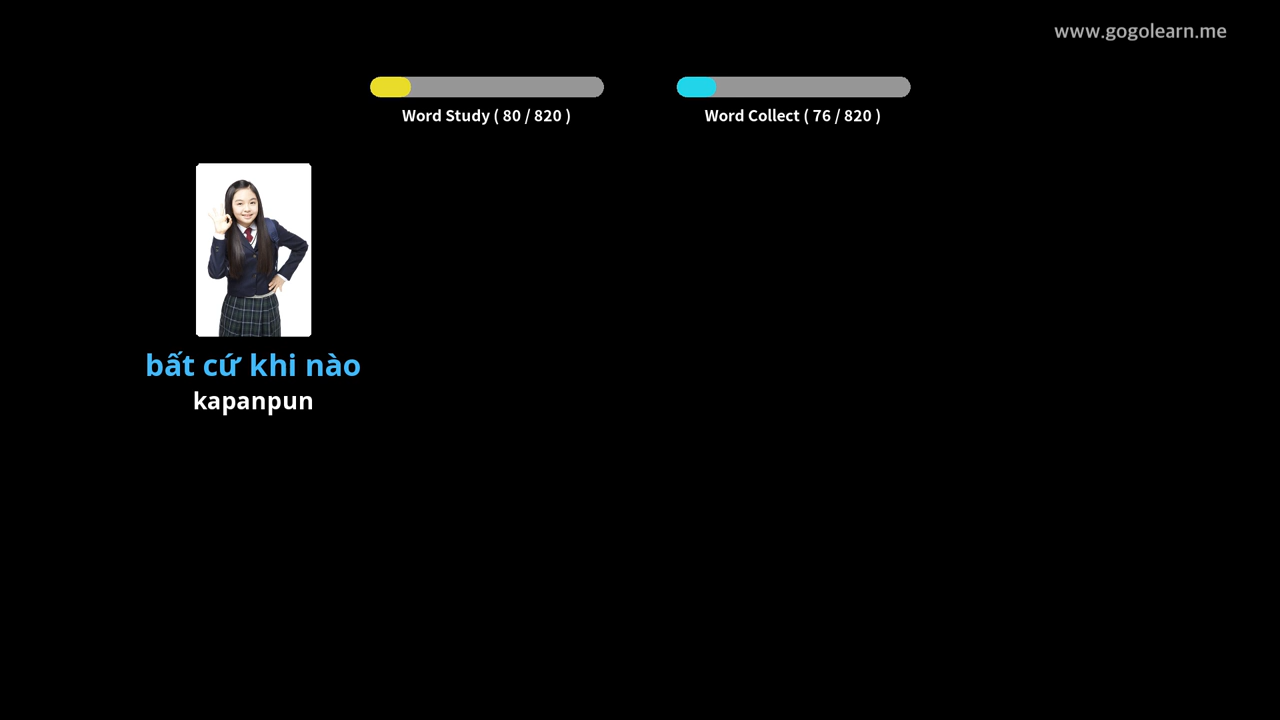 www.gogolearn.me
Word Study ( 80 / 820 )
Word Collect ( 76 / 820 )
bất cứ khi nào
kapanpun